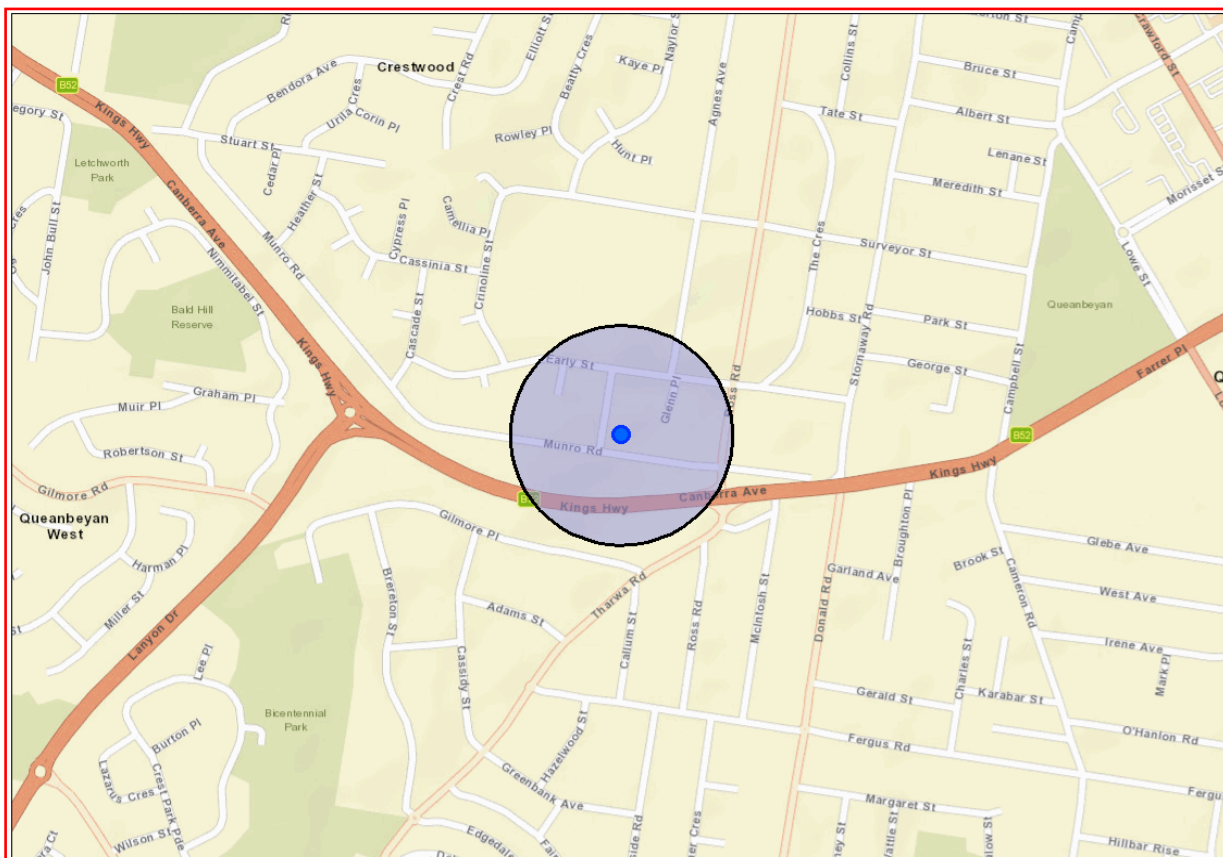 Crestwood
Elliott St
Kaye Pl
Naylor St
Collins St
Bruce St
Crawford St
B52
Bendora Ave
Crest Rd
Beatty Cres
Agnes Ave
Kings Hwy
Urila Cres
Corin Pl
Rowley Pl
Hunt Pl
Tate St
Albert St
Stuart St
Lenane St
Letchworth
Park
Cedar Pl
Heather St
Meredith St
Morisset St
Canberra Ave
Camellia Pl
Cypress Pl
John Bull St
Munro Rd
Surveyor St
Lowe St
Nimmitabel St
Cassinia St
Crinoline St
The Cres
Bald Hill
Reserve
Cascade St
Hobbs St
Stornaway Rd
Park St
Queanbeyan
Kings Hwy
Early St
George St
Farrer Pl
Graham Pl
Glenn Pl
Ross Rd
Campbell St
Muir Pl
Munro Rd
B52
Robertson St
Kings Hwy
Gilmore Rd
Canberra Ave
Kings Hwy
Queanbeyan
West
Gilmore Pl
Broughton Pl
Glebe Ave
Harman Pl
Brook St
Miller St
Brereton St
Tharwa Rd
Garland Ave
Cameron Rd
West Ave
Adams St
McIntosh St
Donald Rd
Lanyon Dr
Callum St
Ross Rd
Irene Ave
Lee Pl
Cassidy St
Charles St
Mark Pl
Gerald St
Karabar St
Bicentennial
Park
Burton Pl
Hazelwood St
Fergus Rd
O'Hanlon Rd
Lazarus Cres
Crest Park Pde
Greenbank Ave
Margaret St
Wilson St
Hillbar Rise